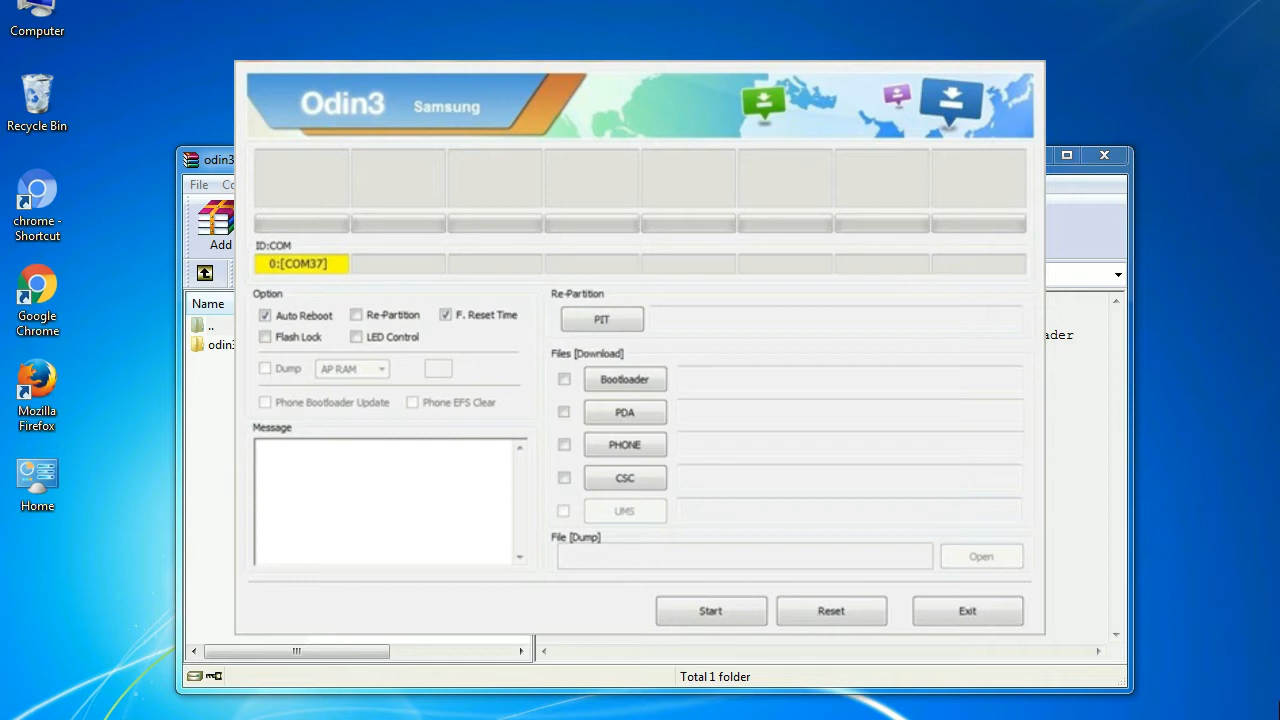 Computer
Recycle Bin
chrome -
Shortcut
Google
Chrome
Mozilla
Firefox
Home
odin3
File
Add
Name
..
odin3
ader
Total 1 folder
Odin3 Samsung
ID:COM
0:[COM37]
Option
Auto Reboot
Re-Partition
F. Reset Time
Flash Lock
LED Control
Dump
AP RAM
Phone Bootloader Update
Phone EFS Clear
Message
Re-Partition
PIT
Files [Download]
Bootloader
PDA
PHONE
CSC
UMS
File [Dump]
Open
Start
Reset
Exit